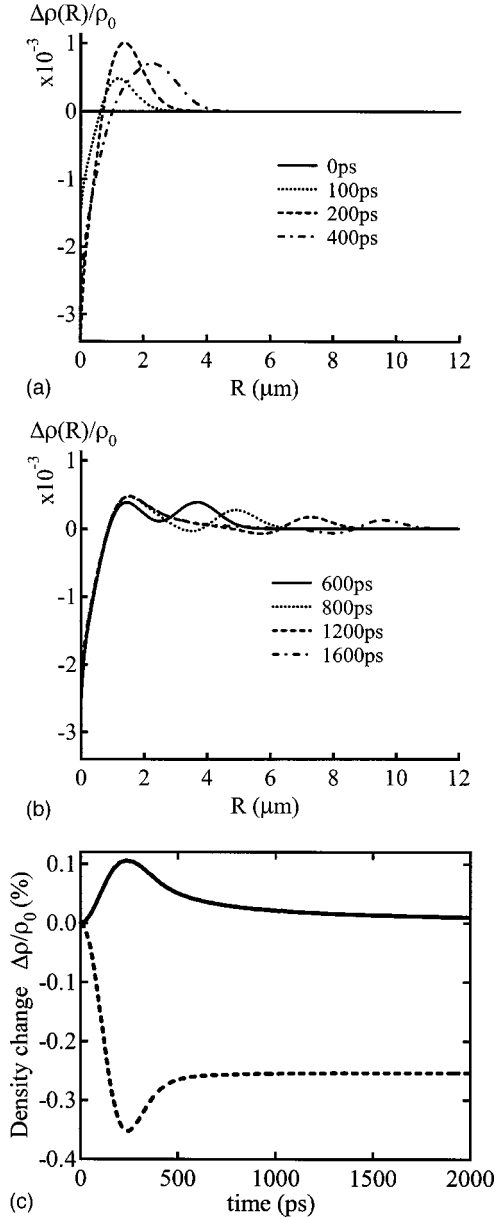 Δρ(R)/ρ₀
x10⁻³
1
0
-1
-2
-3
0ps
100ps
200ps
400ps
0 2 4 6 8 10 12
(a)
R (μm)
Δρ(R)/ρ₀
x10⁻³
1
0
-1
-2
-3
600ps
800ps
1200ps
1600ps
0 2 4 6 8 10 12
(b)
R (μm)
Density change Δρ/ρ₀ (%)
0.1
0.0
-0.1
-0.2
-0.3
-0.4
0 500 1000 1500 2000
(c)
time (ps)